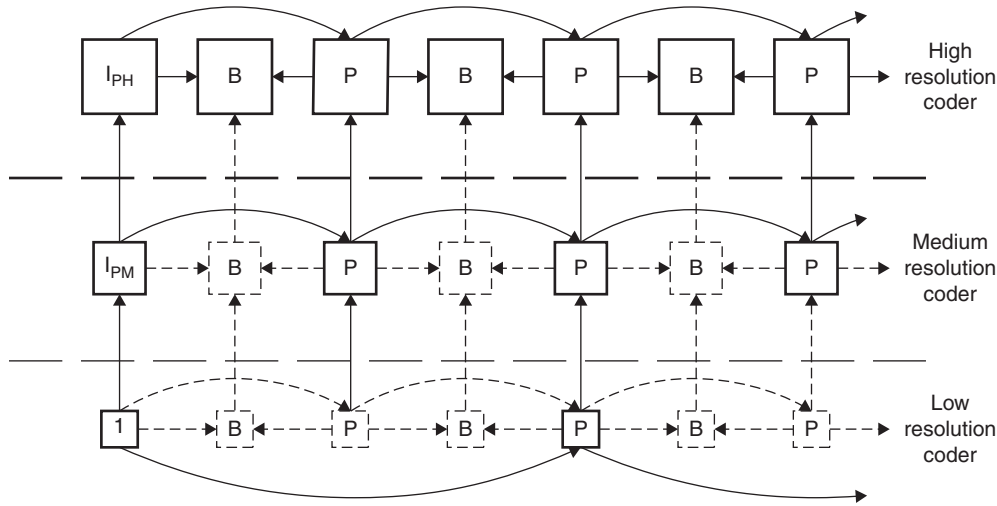 I_PH B P B P B P
High
resolution
coder
I_PM B P B P B P
Medium
resolution
coder
1 B P B P B P
Low
resolution
coder